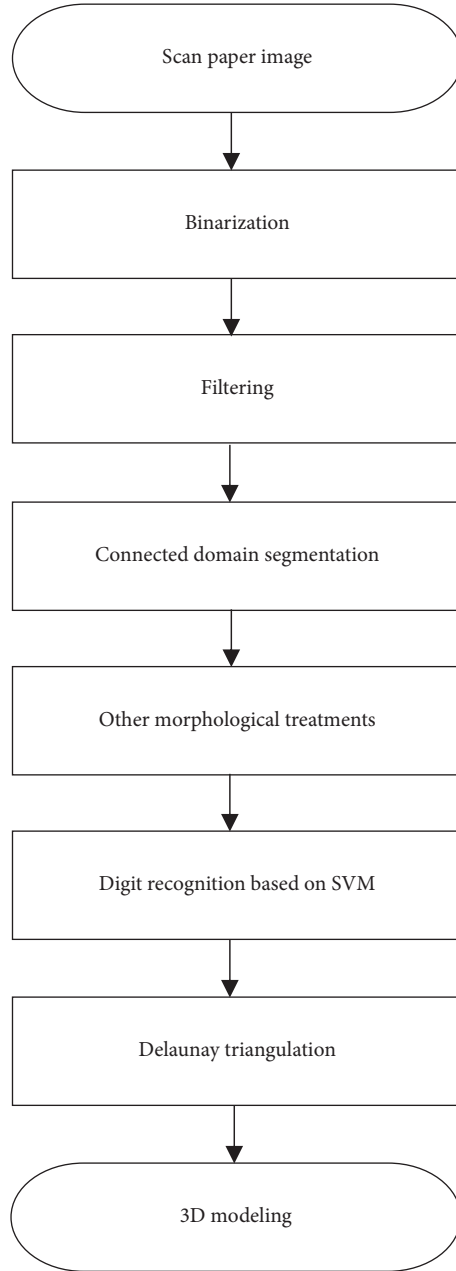 Scan paper image
Binarization
Filtering
Connected domain segmentation
Other morphological treatments
Digit recognition based on SVM
Delaunay triangulation
3D modeling